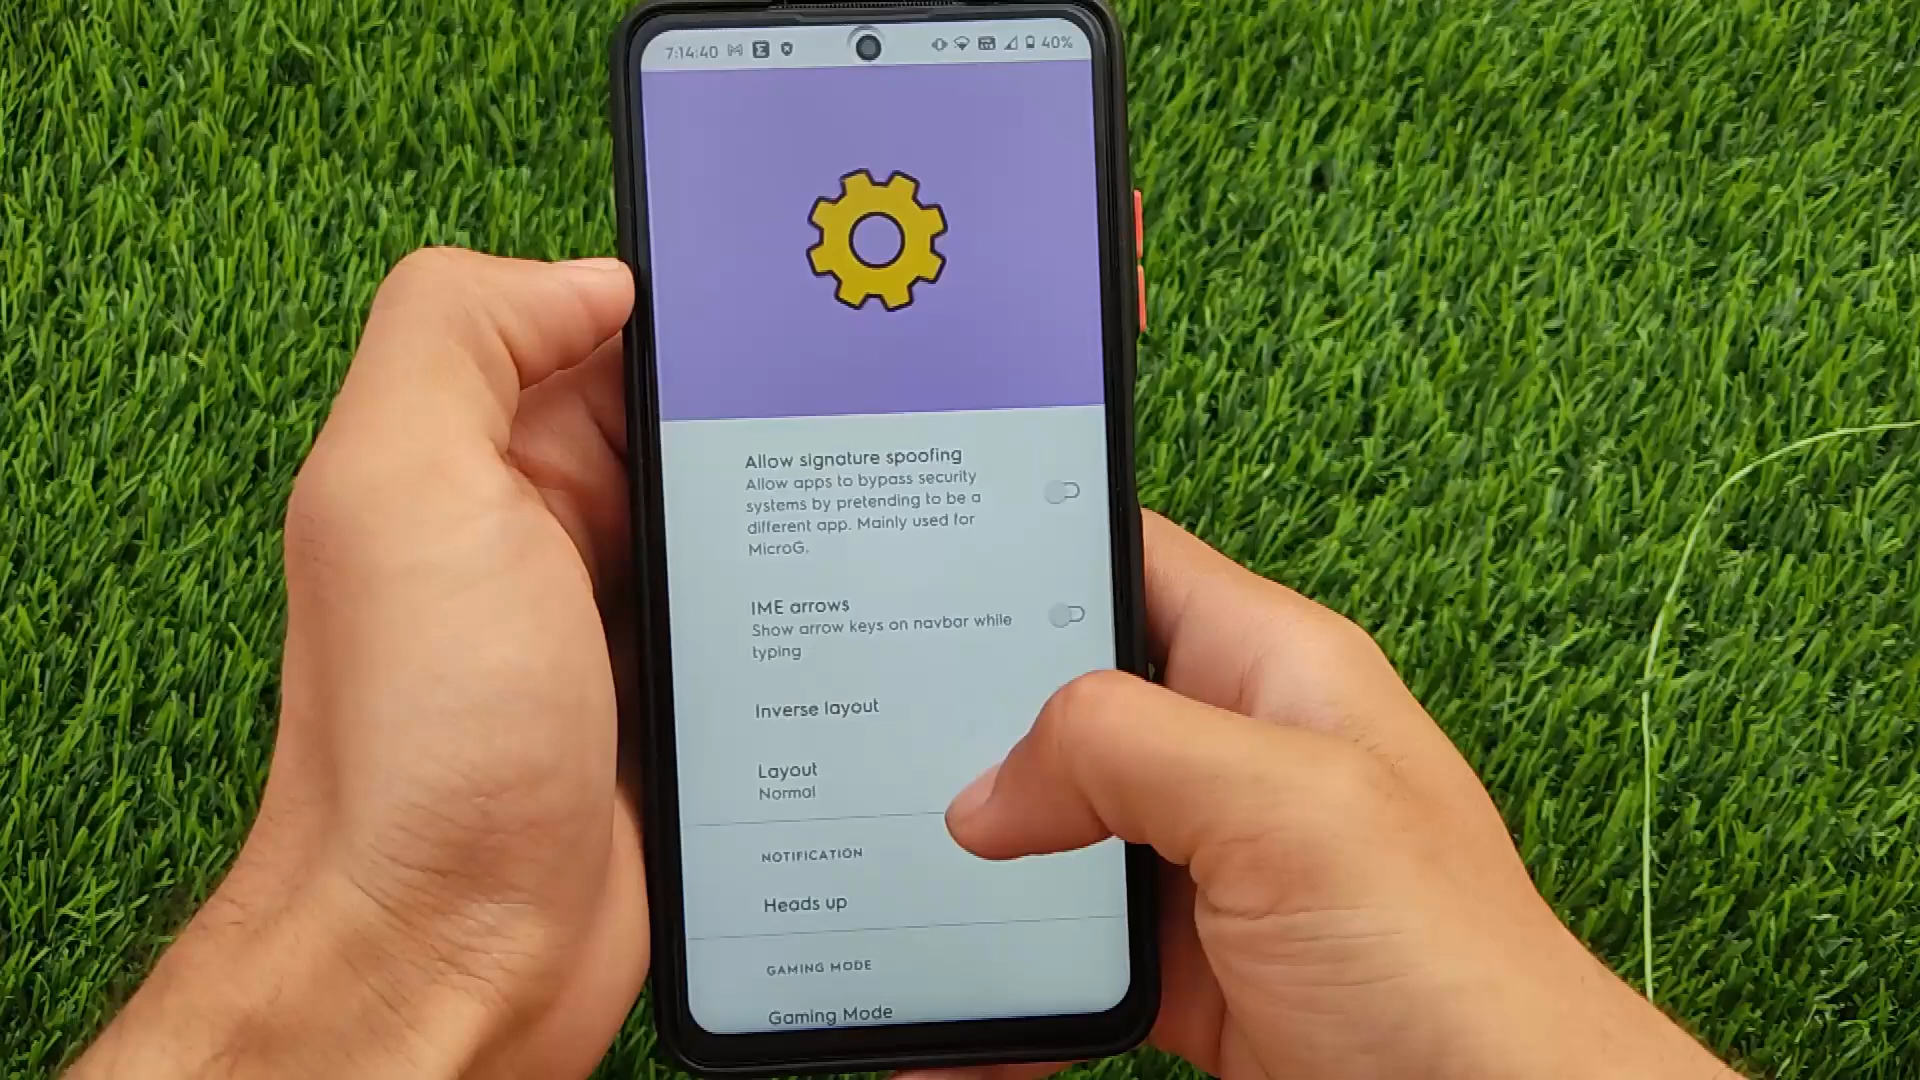 7:14:40
40%
Allow signature spoofing
Allow apps to bypass security
systems by pretending to be a
different app. Mainly used for
MicroG.
IME arrows
Show arrow keys on navbar while
typing
Inverse layout
Layout
Normal
NOTIFICATION
Heads up
GAMING MODE
Gaming Mode